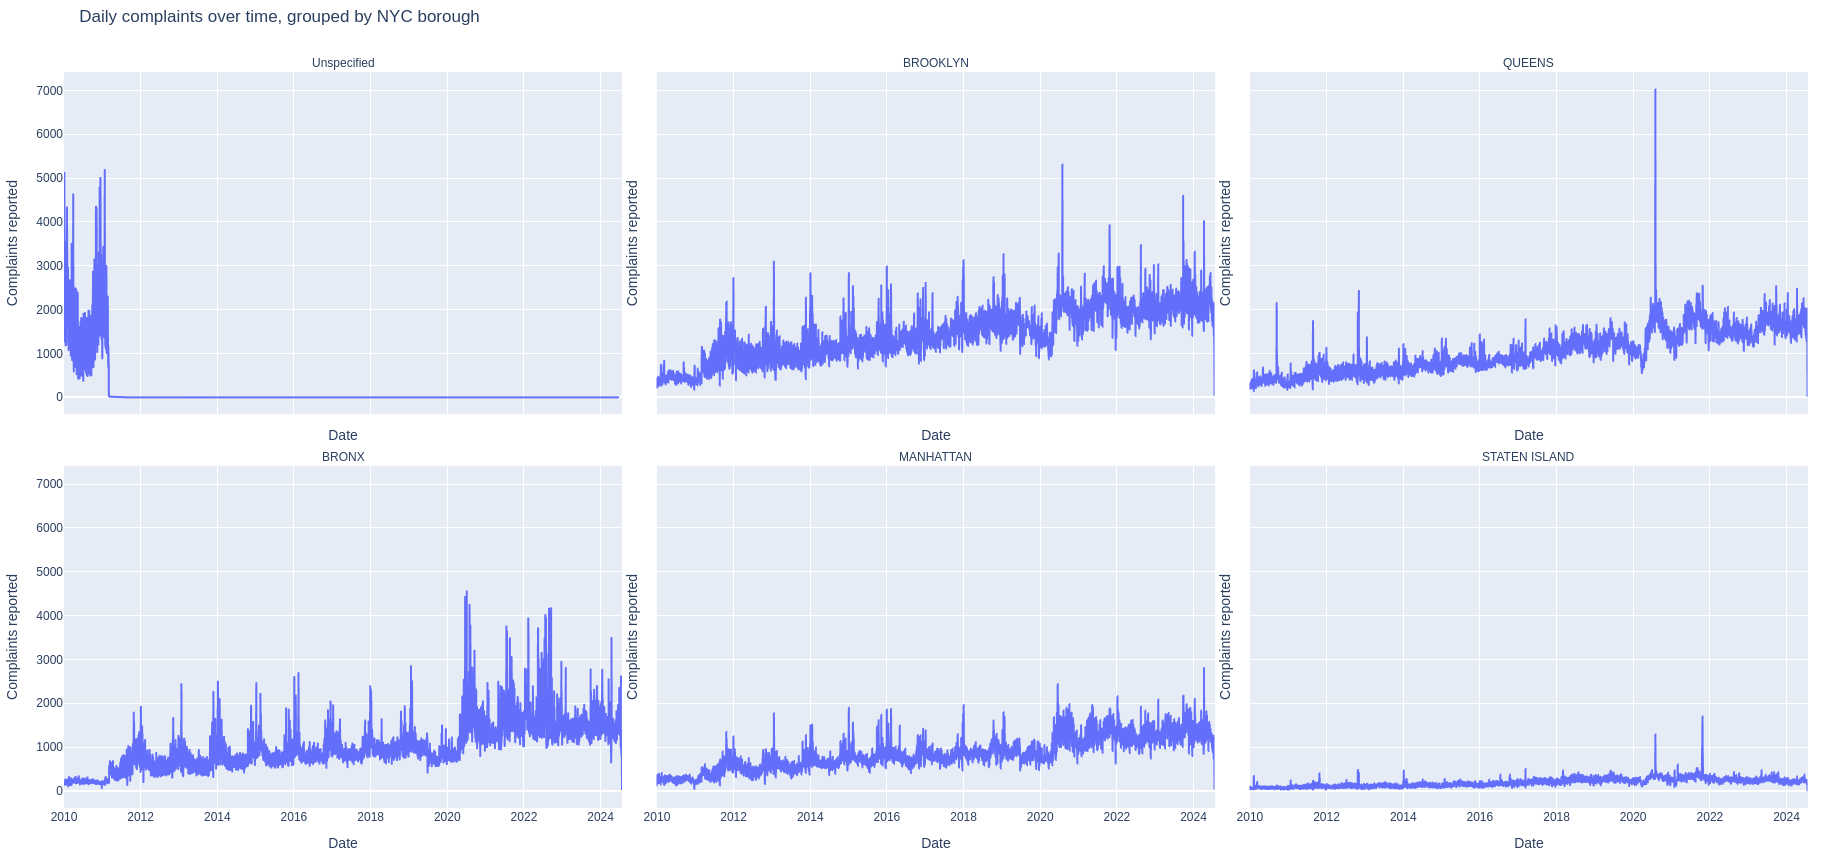 Daily complaints over time, grouped by NYC borough
Unspecified
BROOKLYN
QUEENS
7000
6000
5000
4000
3000
2000
1000
0
Complaints reported
Complaints reported
Complaints reported
Date
Date
Date
BRONX
MANHATTAN
STATEN ISLAND
7000
6000
5000
4000
3000
2000
1000
0
Complaints reported
Complaints reported
Complaints reported
2010 2012 2014 2016 2018 2020 2022 2024
2010 2012 2014 2016 2018 2020 2022 2024
2010 2012 2014 2016 2018 2020 2022 2024
Date
Date
Date